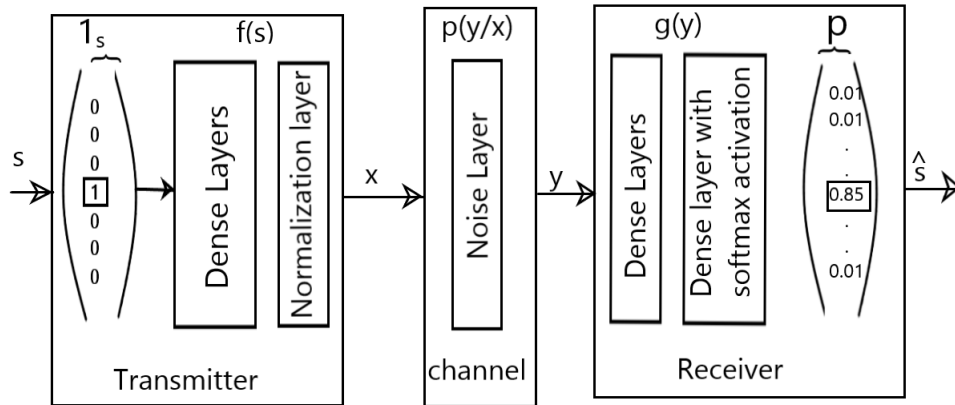 1s
f(s)
p(y/x)
g(y)
p
s
0
0
0
1
0
0
0
Dense Layers
Normalization layer
x
Noise Layer
y
Dense Layers
Dense layer with
softmax activation
0.01
0.01
.
.
0.85
.
.
0.01
ŝ
Transmitter
channel
Receiver